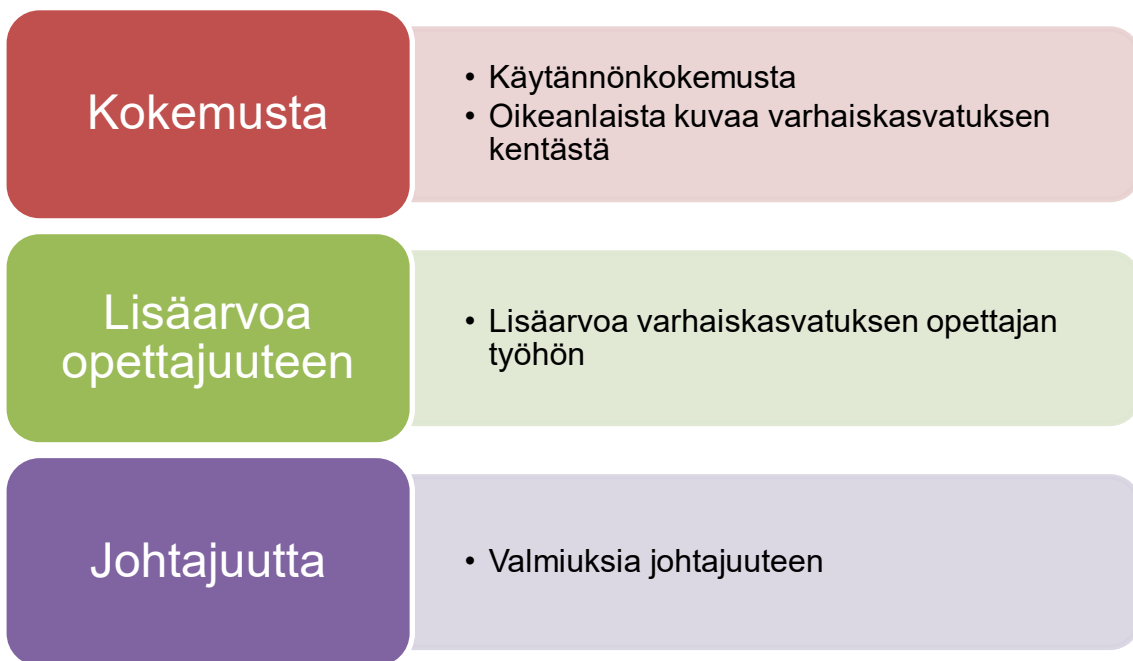 Kokemusta
• Käytännönkokemusta
• Oikeanlaista kuvaa varhaiskasvatuksen
kentästä
Lisäarvoa
opettajuuteen
• Lisäarvoa varhaiskasvatuksen opettajan
työhön
Johtajuutta
• Valmiuksia johtajuuteen